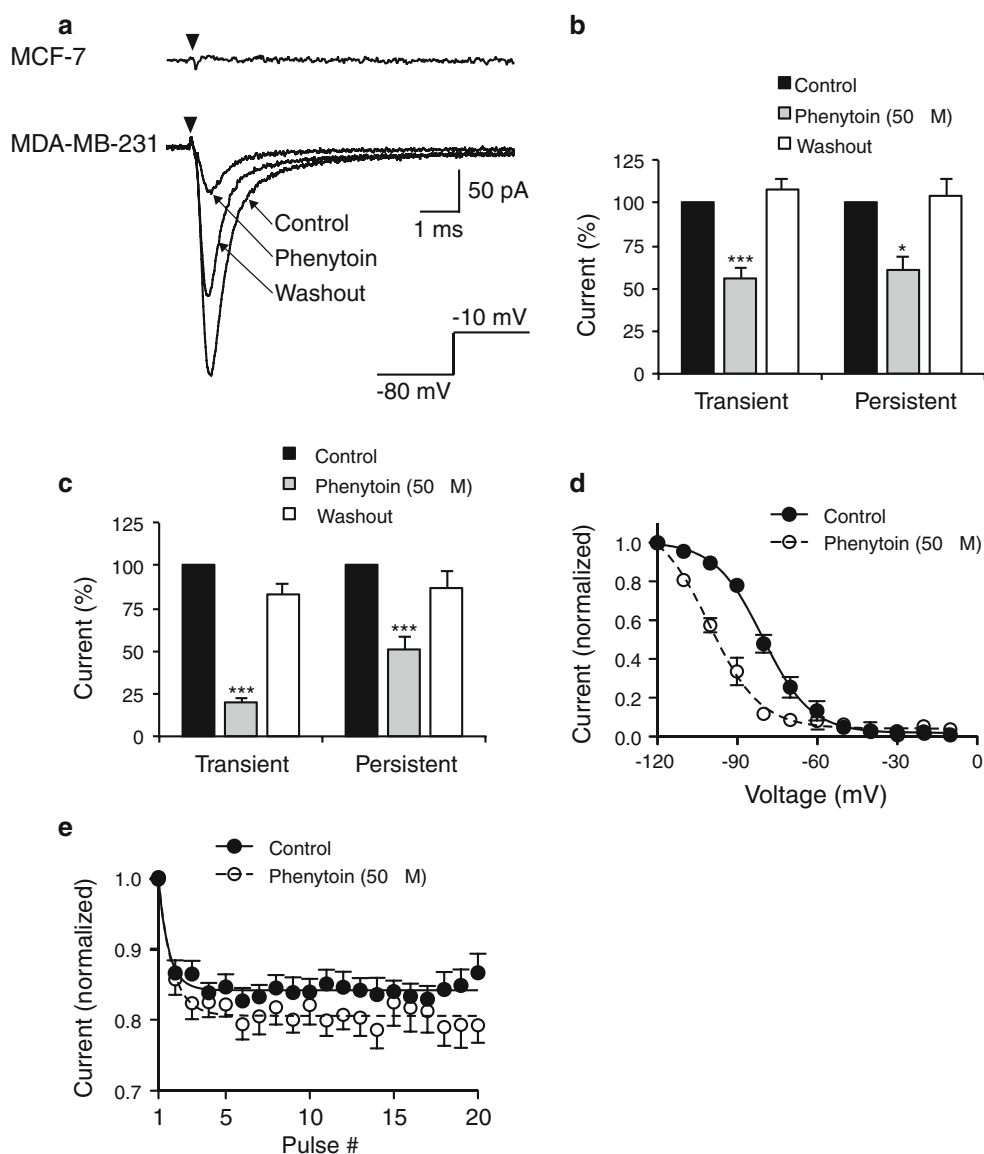 a
MCF-7
MDA-MB-231
50 pA
1 ms
Control
Phenytoin
Washout
-10 mV
-80 mV
b
Control
Phenytoin (50 M)
Washout
Current (%)
125
100
75
50
25
0
***
*
Transient
Persistent
c
Control
Phenytoin (50 M)
Washout
Current (%)
125
100
75
50
25
0
***
***
Transient
Persistent
d
Control
Phenytoin (50 M)
Current (normalized)
1.0
0.8
0.6
0.4
0.2
0.0
-120
-90
-60
-30
0
Voltage (mV)
e
Control
Phenytoin (50 M)
Current (normalized)
1.0
0.9
0.8
0.7
1
5
10
15
20
Pulse #